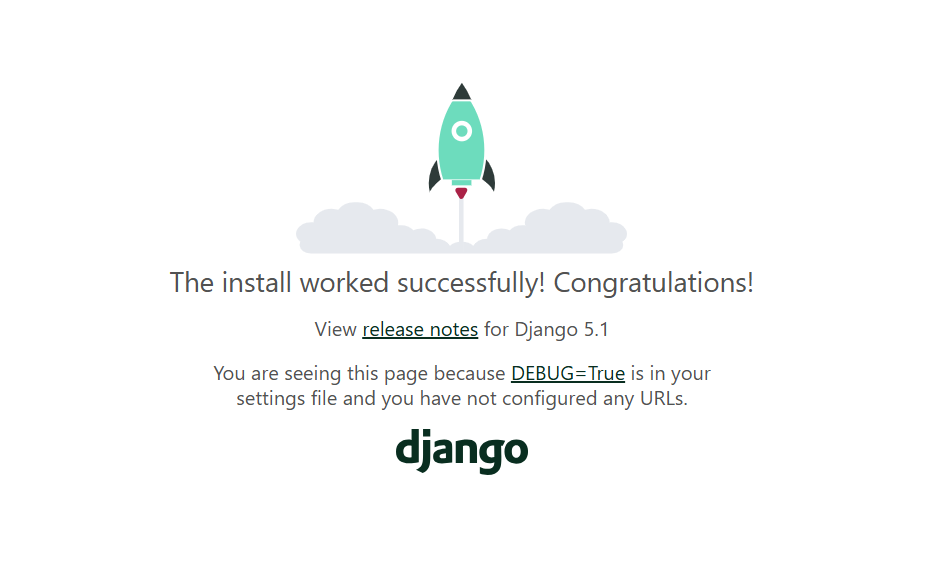 The install worked successfully! Congratulations!
View release notes for Django 5.1
You are seeing this page because DEBUG=True is in your
settings file and you have not configured any URLs.
django